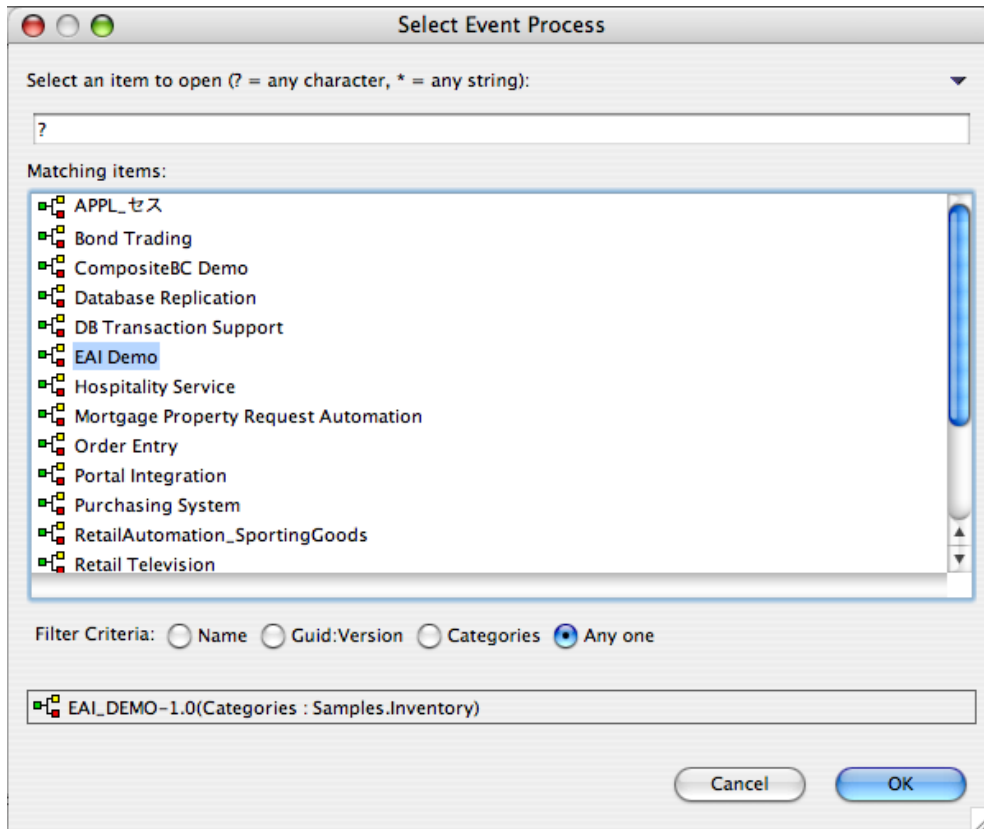 Select Event Process
Select an item to open (? = any character, * = any string):
?
Matching items:
APPL_セス
Bond Trading
CompositeBC Demo
Database Replication
DB Transaction Support
EAI Demo
Hospitality Service
Mortgage Property Request Automation
Order Entry
Portal Integration
Purchasing System
RetailAutomation_SportingGoods
Retail Television
Filter Criteria: Name Guid:Version Categories Any one
EAI_DEMO-1.0(Categories : Samples.Inventory)
Cancel OK